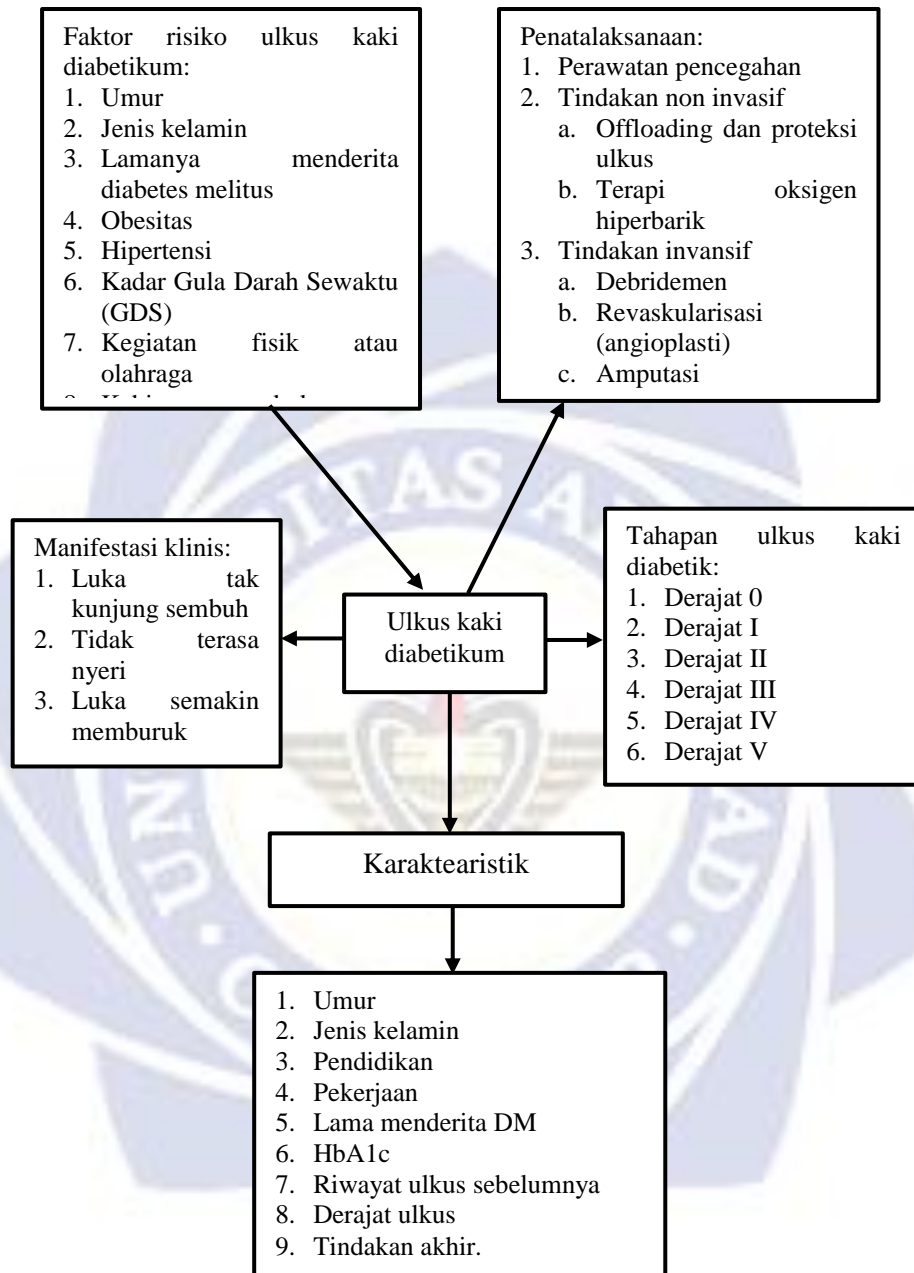 Faktor risiko ulkus kaki
diabetikum:
1. Umur
2. Jenis kelamin
3. Lamanya menderita
diabetes melitus
4. Obesitas
5. Hipertensi
6. Kadar Gula Darah Sewaktu
(GDS)
7. Kegiatan fisik atau
olahraga
Penatalaksanaan:
1. Perawatan pencegahan
2. Tindakan non invasif
a. Offloading dan proteksi
ulkus
b. Terapi oksigen
hiperbarik
3. Tindakan invansif
a. Debridemen
b. Revaskularisasi
(angioplasti)
c. Amputasi
Manifestasi klinis:
1. Luka tak
kunjung sembuh
2. Tidak terasa
nyeri
3. Luka semakin
memburuk
Ulkus kaki
diabetikum
Tahapan ulkus kaki
diabetik:
1. Derajat 0
2. Derajat I
3. Derajat II
4. Derajat III
5. Derajat IV
6. Derajat V
Karaktearistik
1. Umur
2. Jenis kelamin
3. Pendidikan
4. Pekerjaan
5. Lama menderita DM
6. HbA1c
7. Riwayat ulkus sebelumnya
8. Derajat ulkus
9. Tindakan akhir.